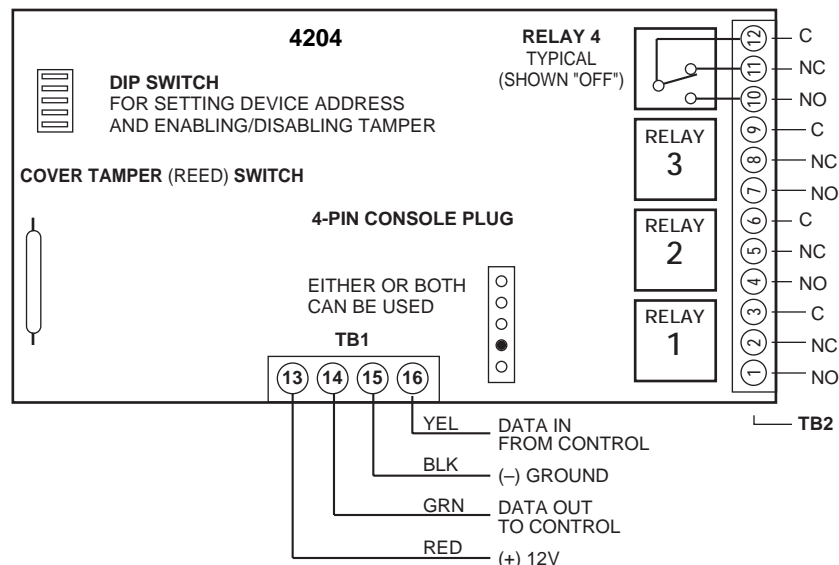 4204
RELAY 4
TYPICAL
(SHOWN "OFF")
DIP SWITCH
FOR SETTING DEVICE ADDRESS
AND ENABLING/DISABLING TAMPER
COVER TAMPER (REED) SWITCH
4-PIN CONSOLE PLUG
EITHER OR BOTH
CAN BE USED
RELAY
3
RELAY
2
RELAY
1
12 C
11 NC
10 NO
9 C
8 NC
7 NO
6 C
5 NC
4 NO
3 C
2 NC
1 NO
TB2
TB1
13 14 15 16
YEL DATA IN
FROM CONTROL
BLK (–) GROUND
GRN DATA OUT
TO CONTROL
RED (+) 12V